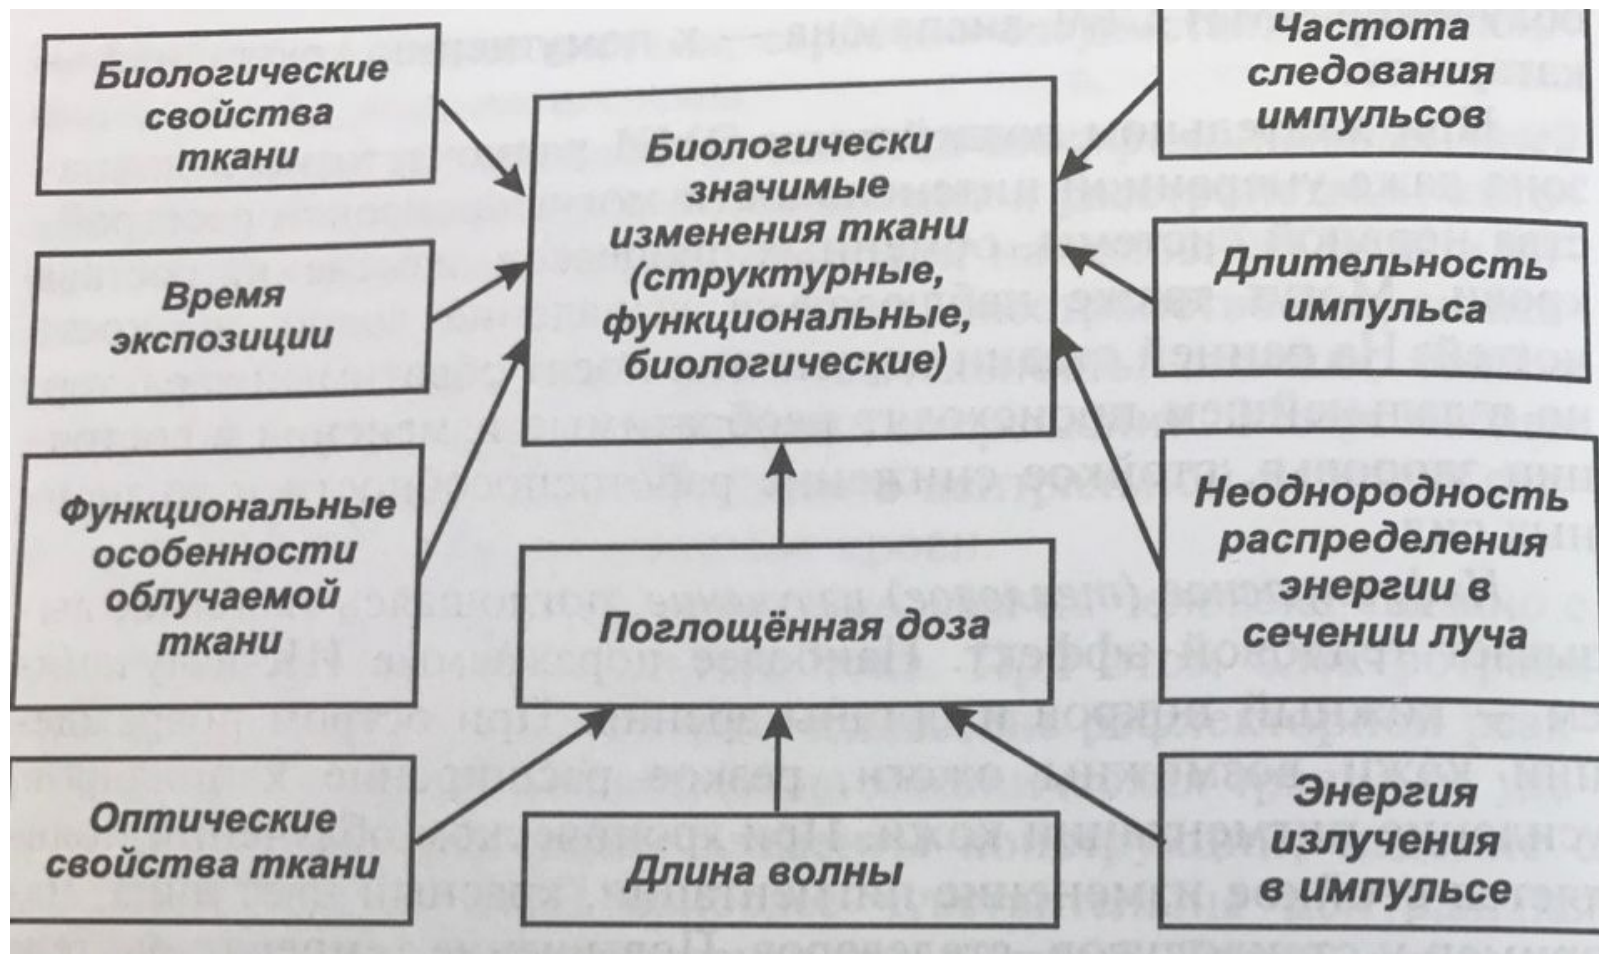 Биологические
свойства
ткани
Время
экспозиции
Функциональные
особенности
облучаемой
ткани
Оптические
свойства ткани
Биологически
значимые
изменения ткани
(структурные,
функциональные,
биологические)
Поглощённая доза
Длина волны
Частота
следования
импульсов
Длительность
импульса
Неоднородность
распределения
энергии в
сечении луча
Энергия
излучения
в импульсе